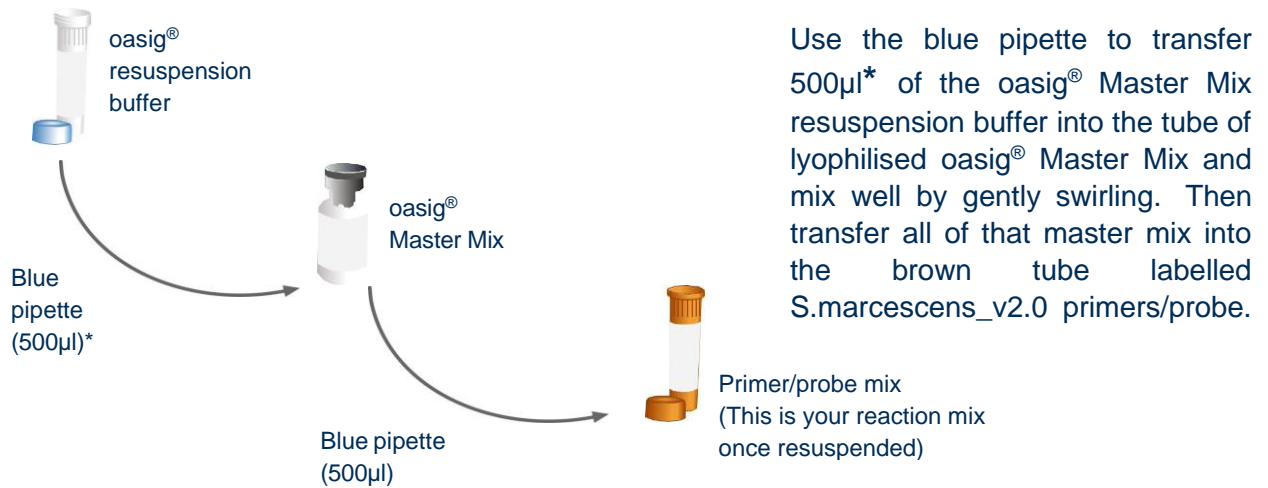 oasig®
resuspension
buffer
Blue
pipette
(500µl)*
oasig®
Master Mix
Blue pipette
(500µl)
Primer/probe mix
(This is your reaction mix
once resuspended)
Use the blue pipette to transfer
500µl* of the oasig® Master Mix
resuspension buffer into the tube of
lyophilised oasig® Master Mix and
mix well by gently swirling. Then
transfer all of that master mix into
the brown tube labelled
S.marcescens_v2.0 primers/probe.